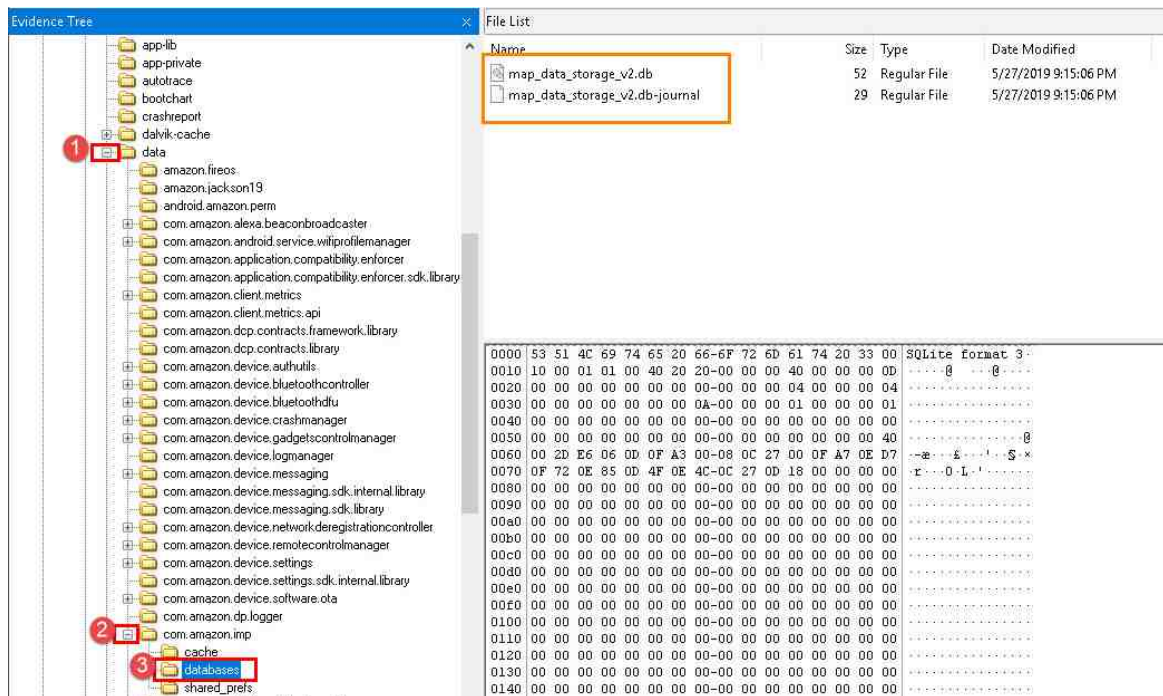 Evidence Tree
app-lib
app-private
autotrace
bootchart
crashreport
dalvik-cache
1
data
amazon.fireos
amazon.jackson19
android.amazon.perm
com.amazon.alexa.beaconbroadcaster
com.amazon.android.service.wifiprofilemanager
com.amazon.application.compatibility.enforcer
com.amazon.application.compatibility.enforcer.sdk.library
com.amazon.client.metrics
com.amazon.client.metrics.api
com.amazon.dcp.contracts.framework.library
com.amazon.dcp.contracts.library
com.amazon.device.authutils
com.amazon.device.bluetoothcontroller
com.amazon.device.bluetoothdfu
com.amazon.device.crashmanager
com.amazon.device.gadgetscontrolmanager
com.amazon.device.logmanager
com.amazon.device.messaging
com.amazon.device.messaging.sdk.internal.library
com.amazon.device.messaging.sdk.library
com.amazon.device.networkderegistrationcontroller
com.amazon.device.remotecontrolmanager
com.amazon.device.settings
com.amazon.device.settings.sdk.internal.library
com.amazon.device.software.ota
com.amazon.dp.logger
2
com.amazon.imp
cache
3
databases
shared_prefs
File List
Name Size Type Date Modified
map_data_storage_v2.db 52 Regular File 5/27/2019 9:15:06 PM
map_data_storage_v2.db-journal 29 Regular File 5/27/2019 9:15:06 PM
0000 53 51 4C 69 74 65 20 66-6F 72 6D 61 74 20 33 00 SQLite format 3·
0010 10 00 01 01 00 40 20 20-00 00 00 40 00 00 00 0D ·····@  ···@····
0020 00 00 00 00 00 00 00 00-00 00 00 04 00 00 00 04 ················
0030 00 00 00 00 00 00 00 0A-00 00 00 01 00 00 00 01 ················
0040 00 00 00 00 00 00 00 00-00 00 00 00 00 00 00 00 ················
0050 00 00 00 00 00 00 00 00-00 00 00 00 00 00 00 40 ···············@
0060 00 2D E6 06 0D 0F A3 00-08 0C 27 00 0F A7 0E D7 ·-æ···£···'··§·×
0070 0F 72 0E 85 0D 4F 0E 4C-0C 27 0D 18 00 00 00 00 ·r···O·L·'······
0080 00 00 00 00 00 00 00 00-00 00 00 00 00 00 00 00 ················
0090 00 00 00 00 00 00 00 00-00 00 00 00 00 00 00 00 ················
00a0 00 00 00 00 00 00 00 00-00 00 00 00 00 00 00 00 ················
00b0 00 00 00 00 00 00 00 00-00 00 00 00 00 00 00 00 ················
00c0 00 00 00 00 00 00 00 00-00 00 00 00 00 00 00 00 ················
00d0 00 00 00 00 00 00 00 00-00 00 00 00 00 00 00 00 ················
00e0 00 00 00 00 00 00 00 00-00 00 00 00 00 00 00 00 ················
00f0 00 00 00 00 00 00 00 00-00 00 00 00 00 00 00 00 ················
0100 00 00 00 00 00 00 00 00-00 00 00 00 00 00 00 00 ················
0110 00 00 00 00 00 00 00 00-00 00 00 00 00 00 00 00 ················
0120 00 00 00 00 00 00 00 00-00 00 00 00 00 00 00 00 ················
0130 00 00 00 00 00 00 00 00-00 00 00 00 00 00 00 00 ················
0140 00 00 00 00 00 00 00 00-00 00 00 00 00 00 00 00 ················